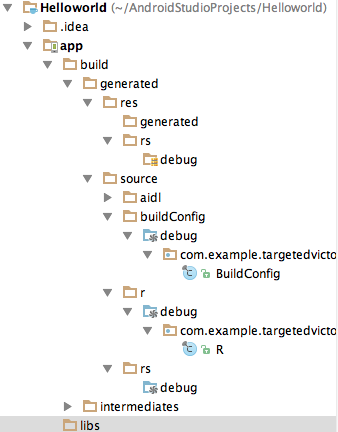 Helloworld (~/AndroidStudioProjects/Helloworld)
.idea
app
build
generated
res
generated
rs
debug
source
aidl
buildConfig
debug
com.example.targetedvicto
BuildConfig
r
debug
com.example.targetedvicto
R
rs
debug
intermediates
libs